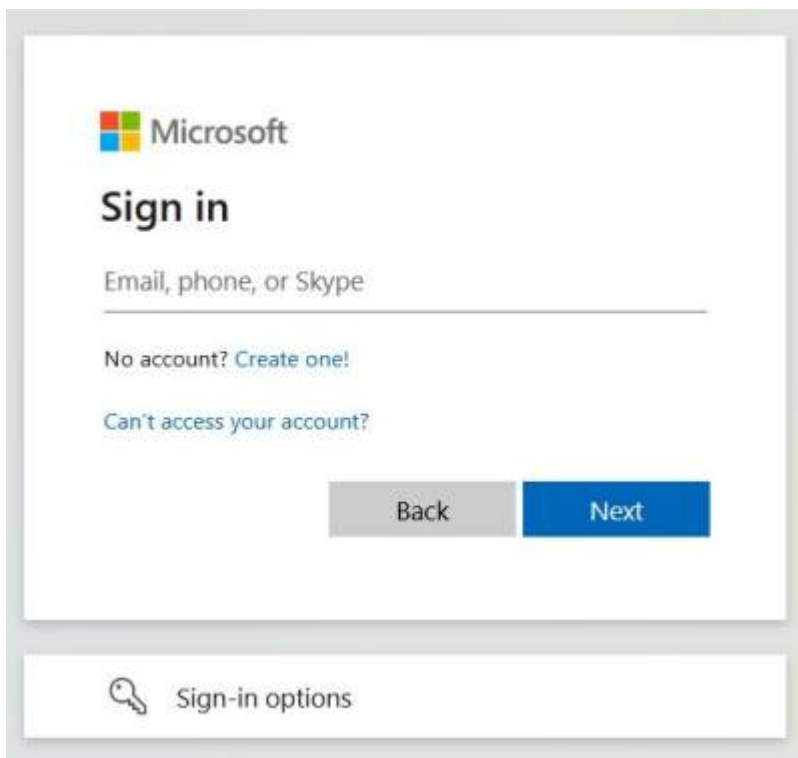 Microsoft
Sign in
Email, phone, or Skype
No account? Create one!
Can't access your account?
Back Next
Sign-in options